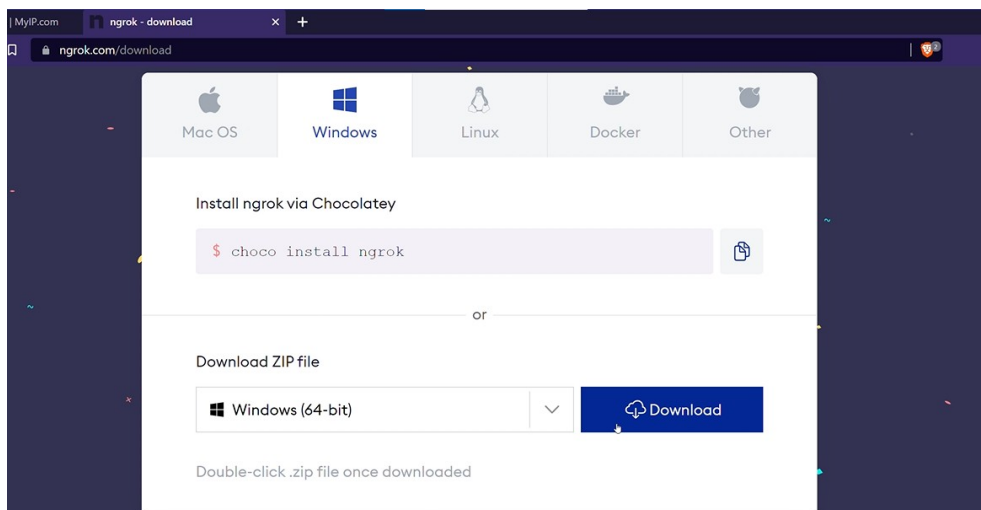 | MyIP.com
ngrok - download
ngrok.com/download
2
Mac OS
Windows
Linux
Docker
Other
Install ngrok via Chocolatey
$ choco install ngrok
or
Download ZIP file
Windows (64-bit)
Download
Double-click .zip file once downloaded